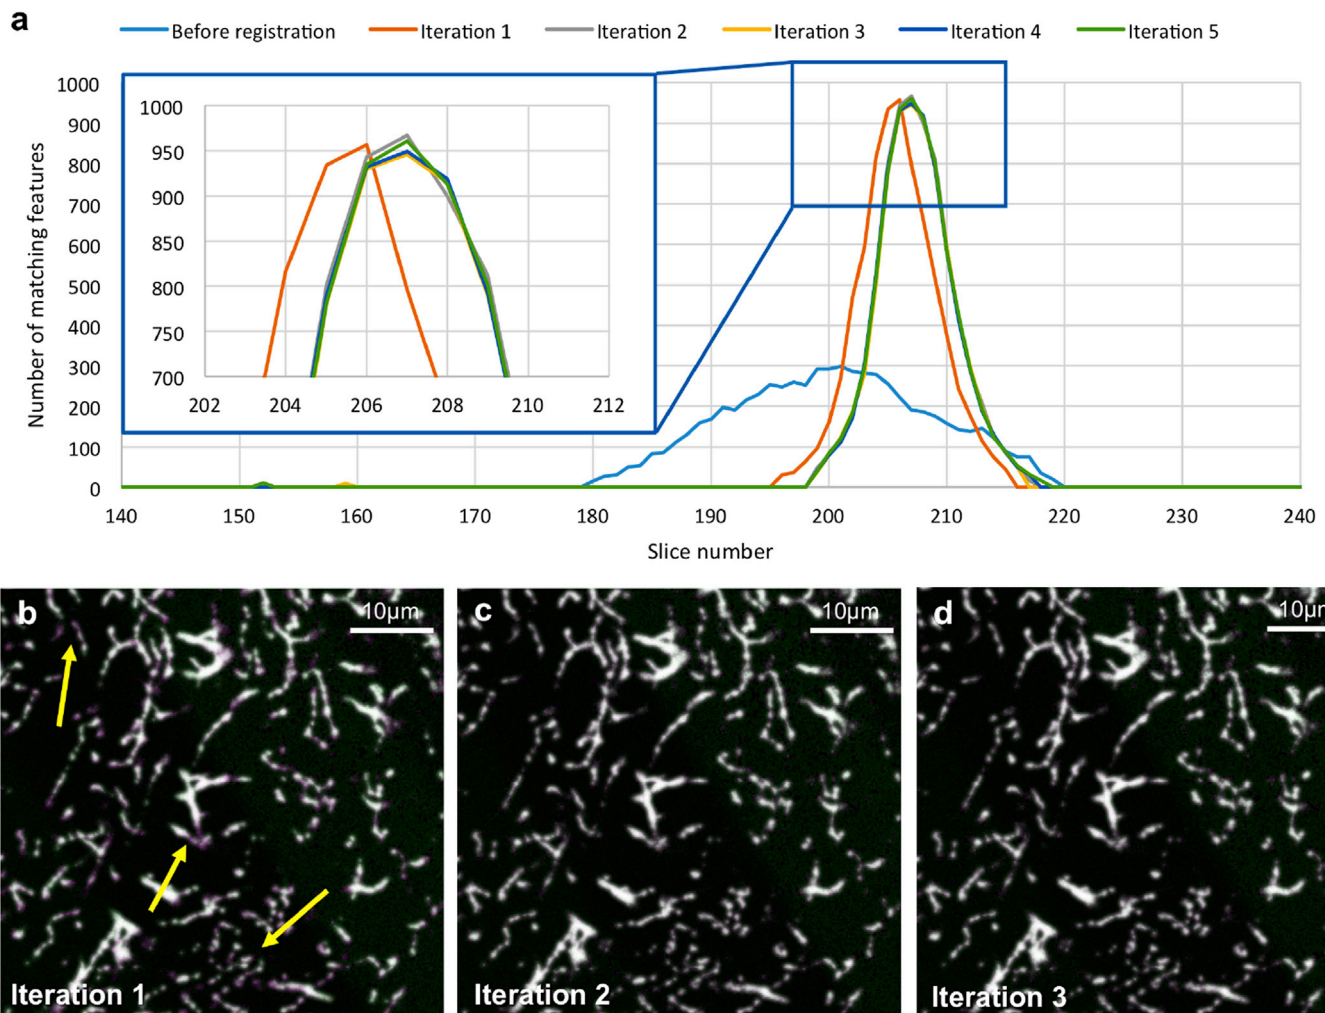 a
Before registration Iteration 1 Iteration 2 Iteration 3 Iteration 4 Iteration 5
Number of matching features
1000
900
800
700
600
500
400
300
200
100
0
1000
950
900
850
800
750
700
202 204 206 208 210 212
140 150 160 170 180 190 200 210 220 230 240
Slice number
b 10µm
c 10µm
d 10µ
Iteration 1
Iteration 2
Iteration 3